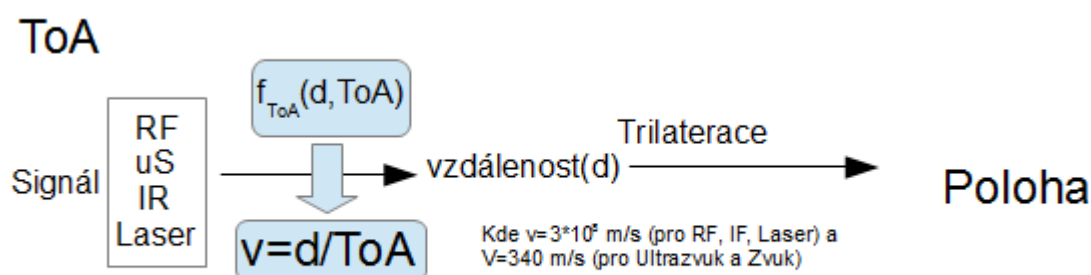 ToA
f_ToA(d,ToA)
RF
uS
IR
Laser
Signál
vzdálenost(d)
Trilaterace
Poloha
v=d/ToA
Kde v=3*10⁸ m/s (pro RF, IF, Laser) a
V=340 m/s (pro Ultrazvuk a Zvuk)